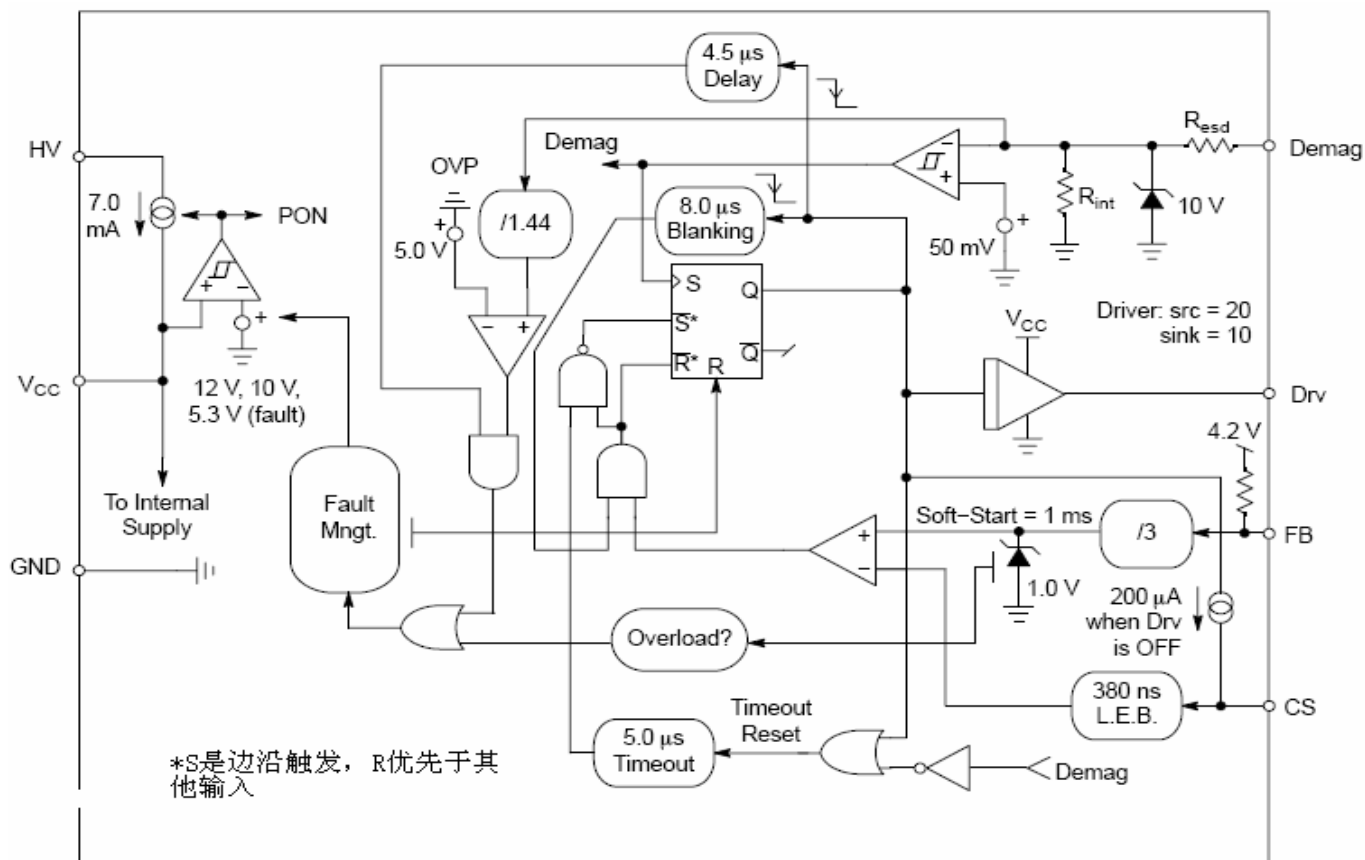 4.5 μs
Delay
HV
Demag
Resd
Demag
OVP
7.0
mA
PON
5.0 V
+
/1.44
8.0 μs
Blanking
-
+
Rint
10 V
50 mV
+
+
-
+
-
+
S
Q
S*
R*
R
Q
VCC
Driver: src = 20
sink = 10
VCC
12 V, 10 V,
5.3 V (fault)
Drv
4.2 V
To Internal
Supply
Fault
Mngt.
Soft-Start = 1 ms
+
-
/3
FB
GND
1.0 V
200 μA
when Drv
is OFF
Overload?
380 ns
L.E.B.
CS
Timeout
Reset
5.0 μs
Timeout
Demag
*S是边沿触发，R优先于其
他输入